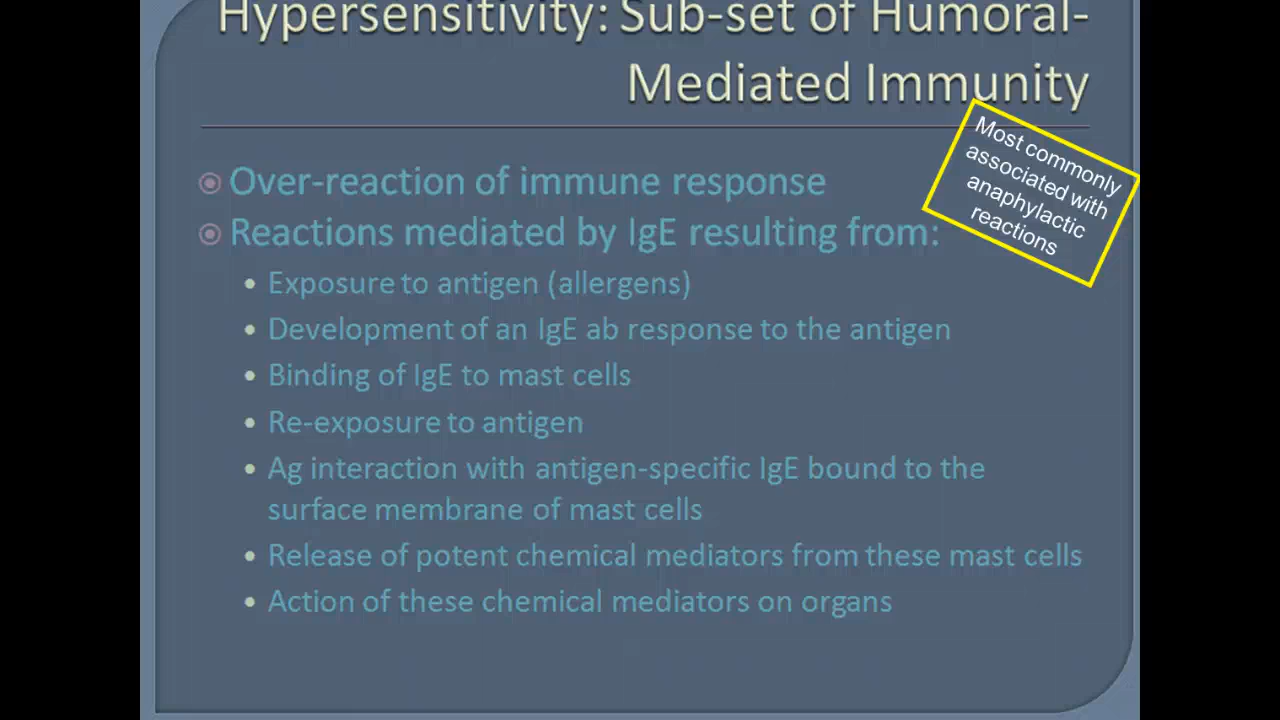 Hypersensitivity: Sub-set of Humoral-
Mediated Immunity
Most commonly
associated with
anaphylactic
reactions
Over-reaction of immune response
Reactions mediated by IgE resulting from:
Exposure to antigen (allergens)
Development of an IgE ab response to the antigen
Binding of IgE to mast cells
Re-exposure to antigen
Ag interaction with antigen-specific IgE bound to the
surface membrane of mast cells
Release of potent chemical mediators from these mast cells
Action of these chemical mediators on organs